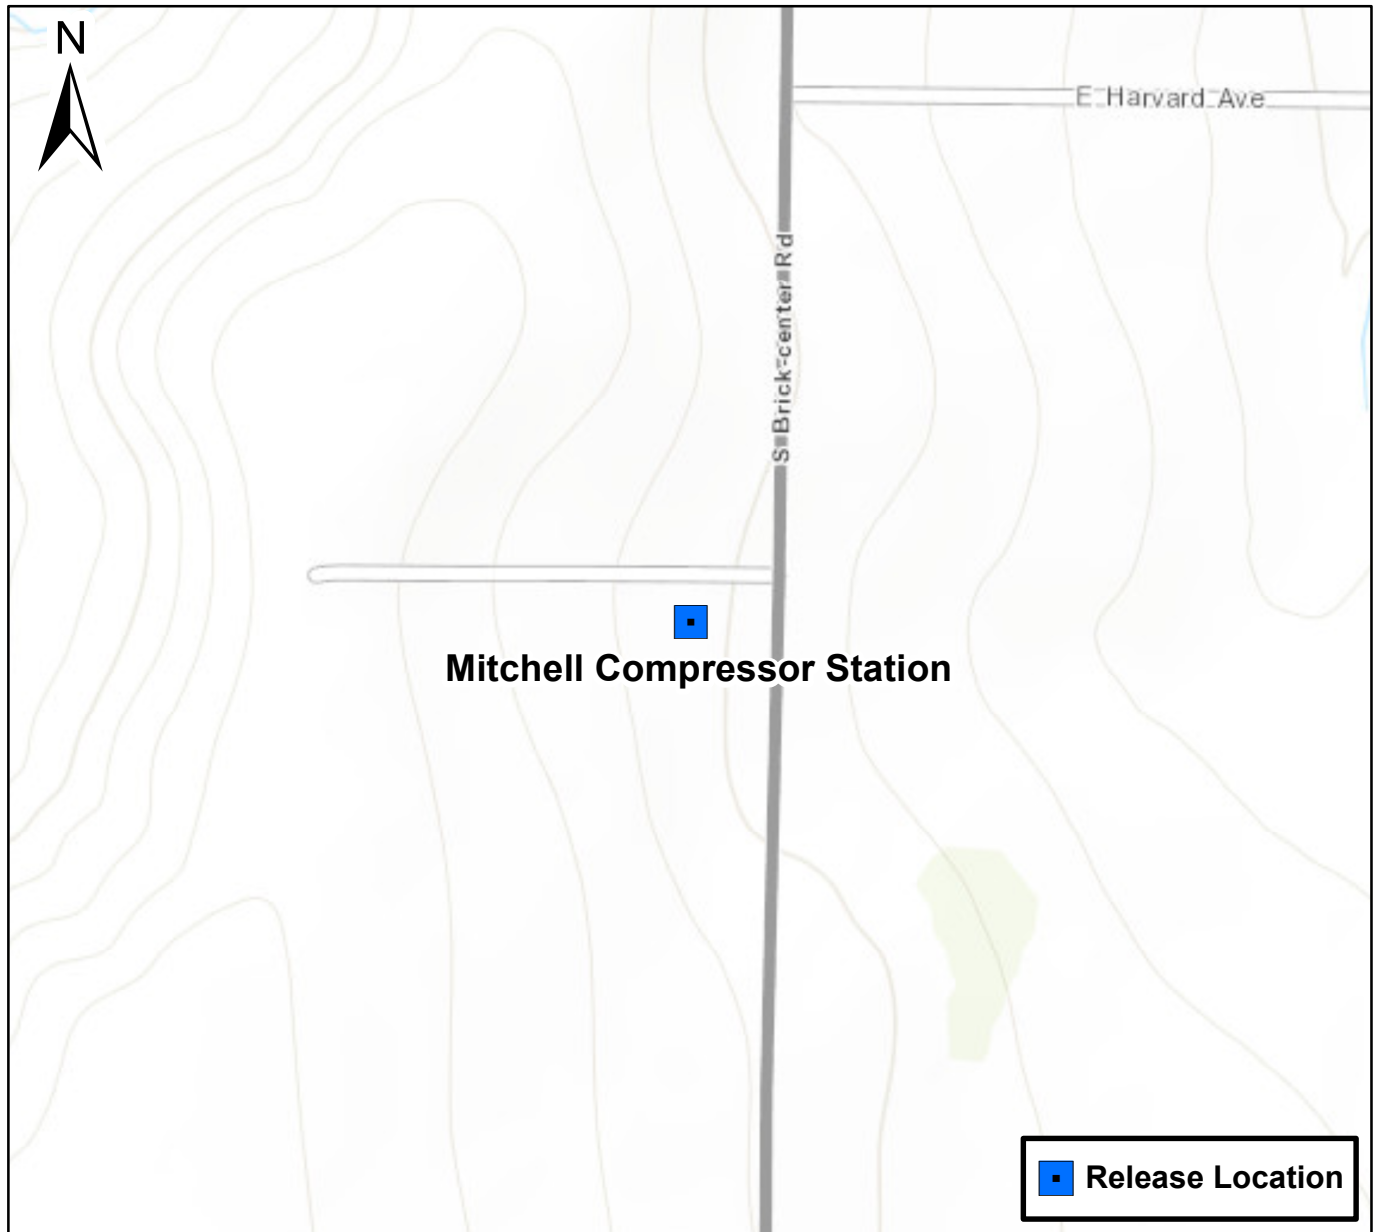 N
E Harvard Ave
S Brick-center Rd
Mitchell Compressor Station
Release Location